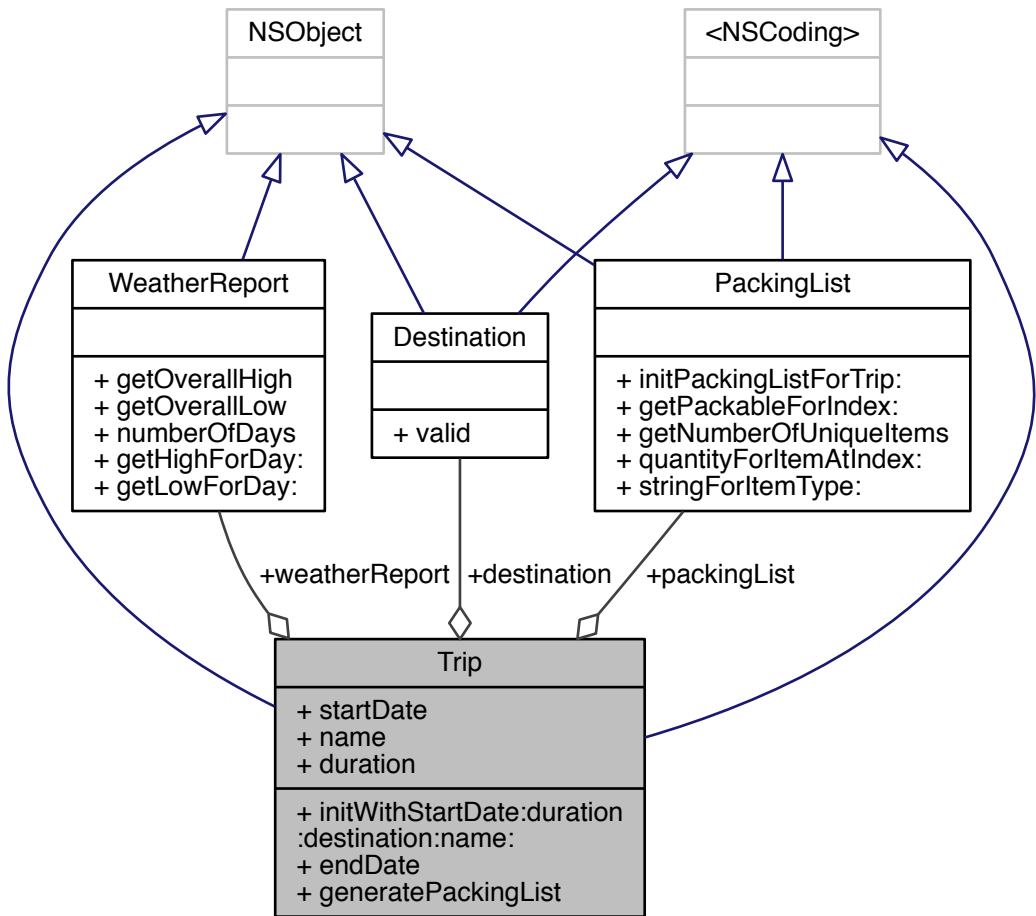 NSObject
<NSCoding>
WeatherReport
+ getOverallHigh
+ getOverallLow
+ numberOfDays
+ getHighForDay:
+ getLowForDay:
Destination
+ valid
PackingList
+ initPackingListForTrip:
+ getPackableForIndex:
+ getNumberOfUniqueItems
+ quantityForItemAtIndex:
+ stringForItemType:
+weatherReport
+destination
+packingList
Trip
+ startDate
+ name
+ duration
+ initWithStartDate:duration
:destination:name:
+ endDate
+ generatePackingList